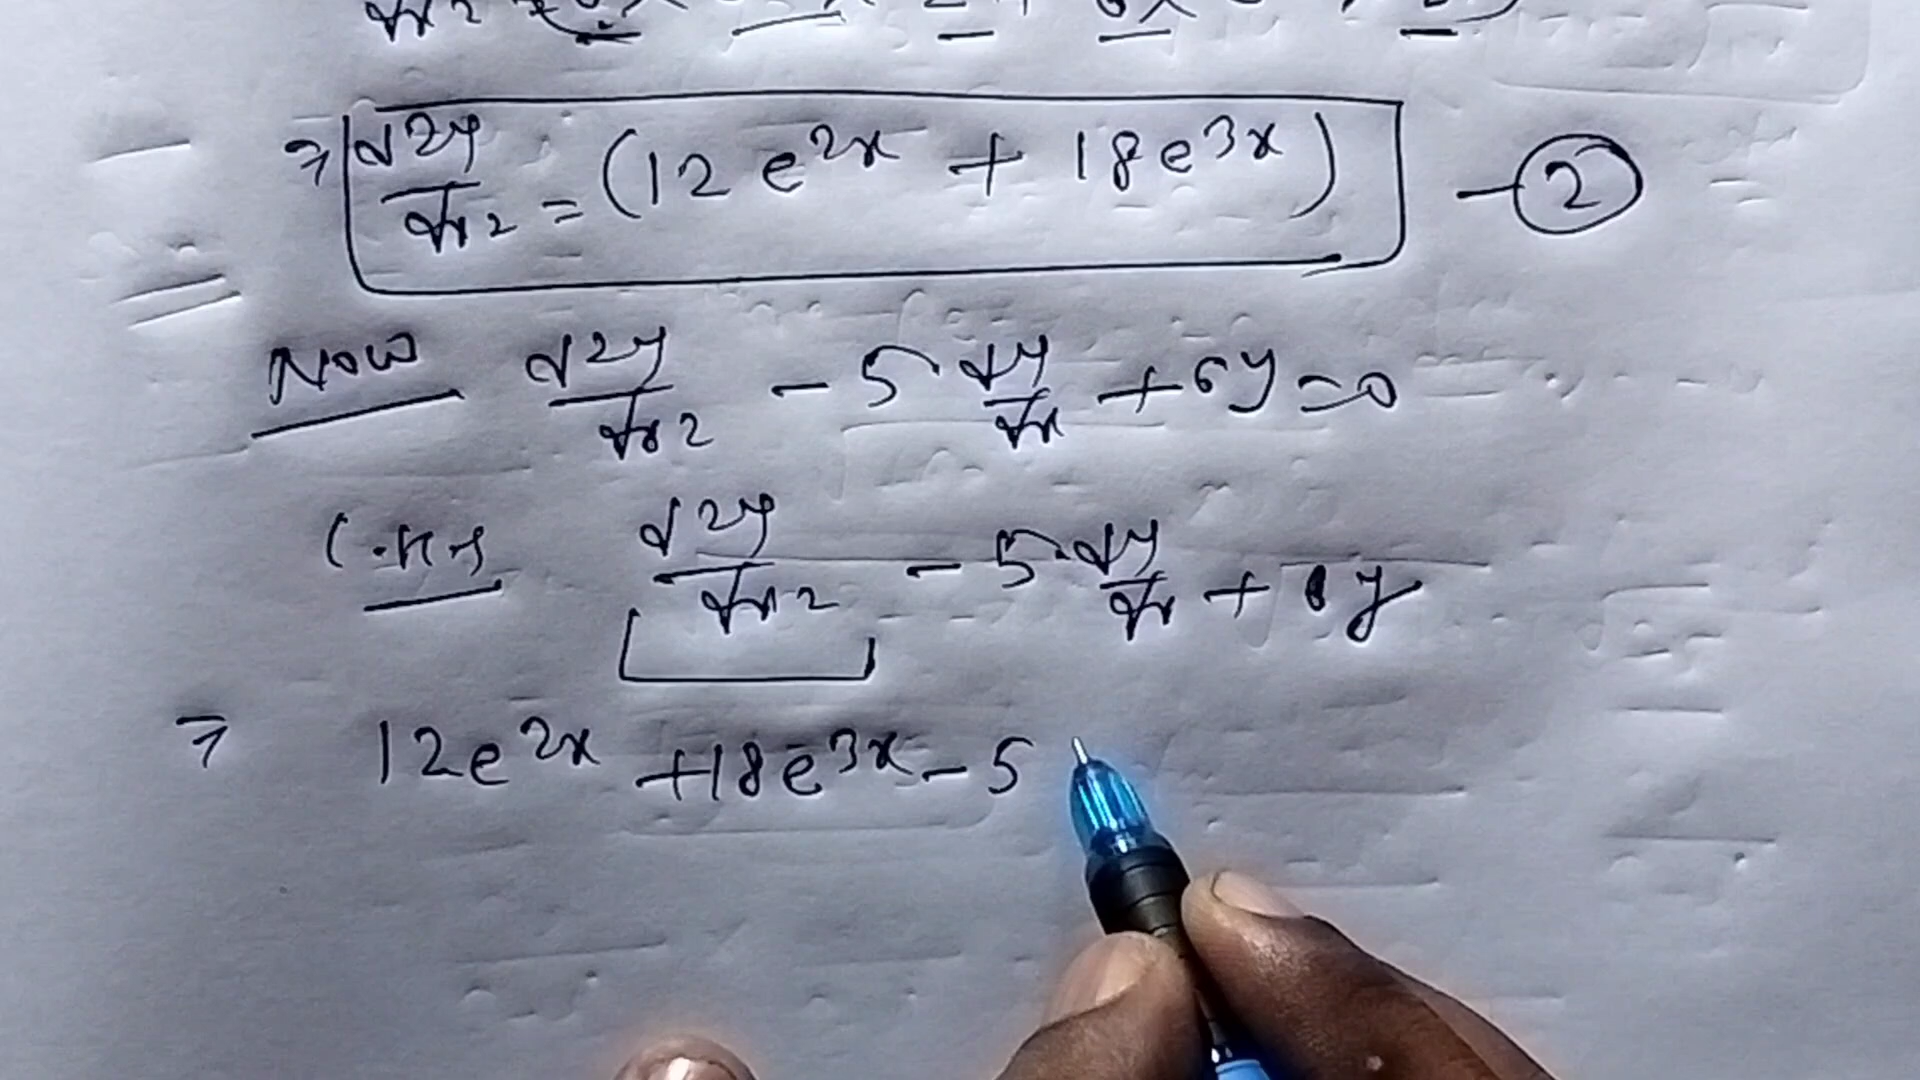 ⇒ d2y/dx2 = (12 e^2x + 18e^3x) - ②
Now d2y/dx2 - 5 dy/dx + 6y = 0
L.H.S d2y/dx2 - 5 dy/dx + 6y
⇒ 12e^2x + 18e^3x - 5